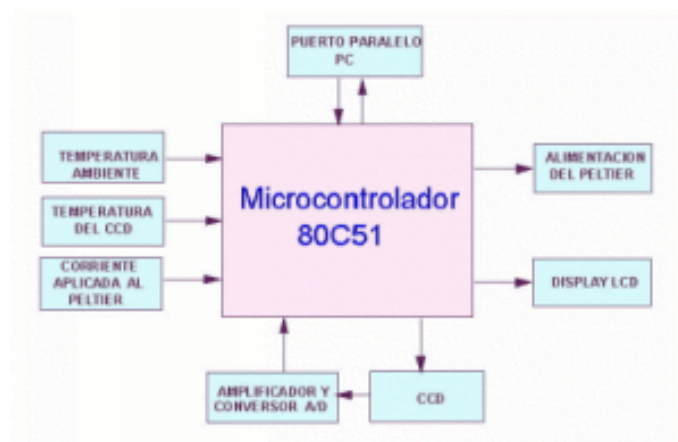 PUERTO PARALELO
PC
TEMPERATURA
AMBIENTE
TEMPERATURA
DEL CCD
CORRIENTE
APLICADA AL
PELTIER
Microcontrolador
80C51
ALIMENTACION
DEL PELTIER
DISPLAY LCD
AMPLIFICADOR Y
CONVERSOR A/D
CCD